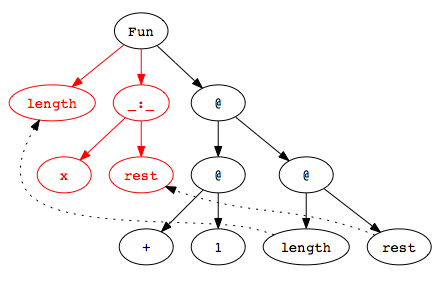 Fun
length _:_ @
x rest @ @
+ 1 length rest